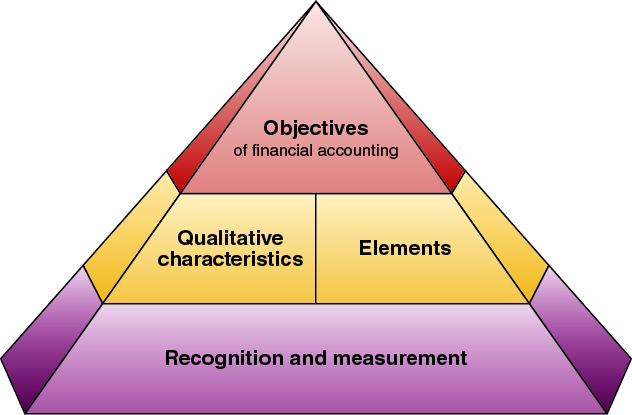 Objectives
of financial accounting
Qualitative
characteristics
Elements
Recognition and measurement